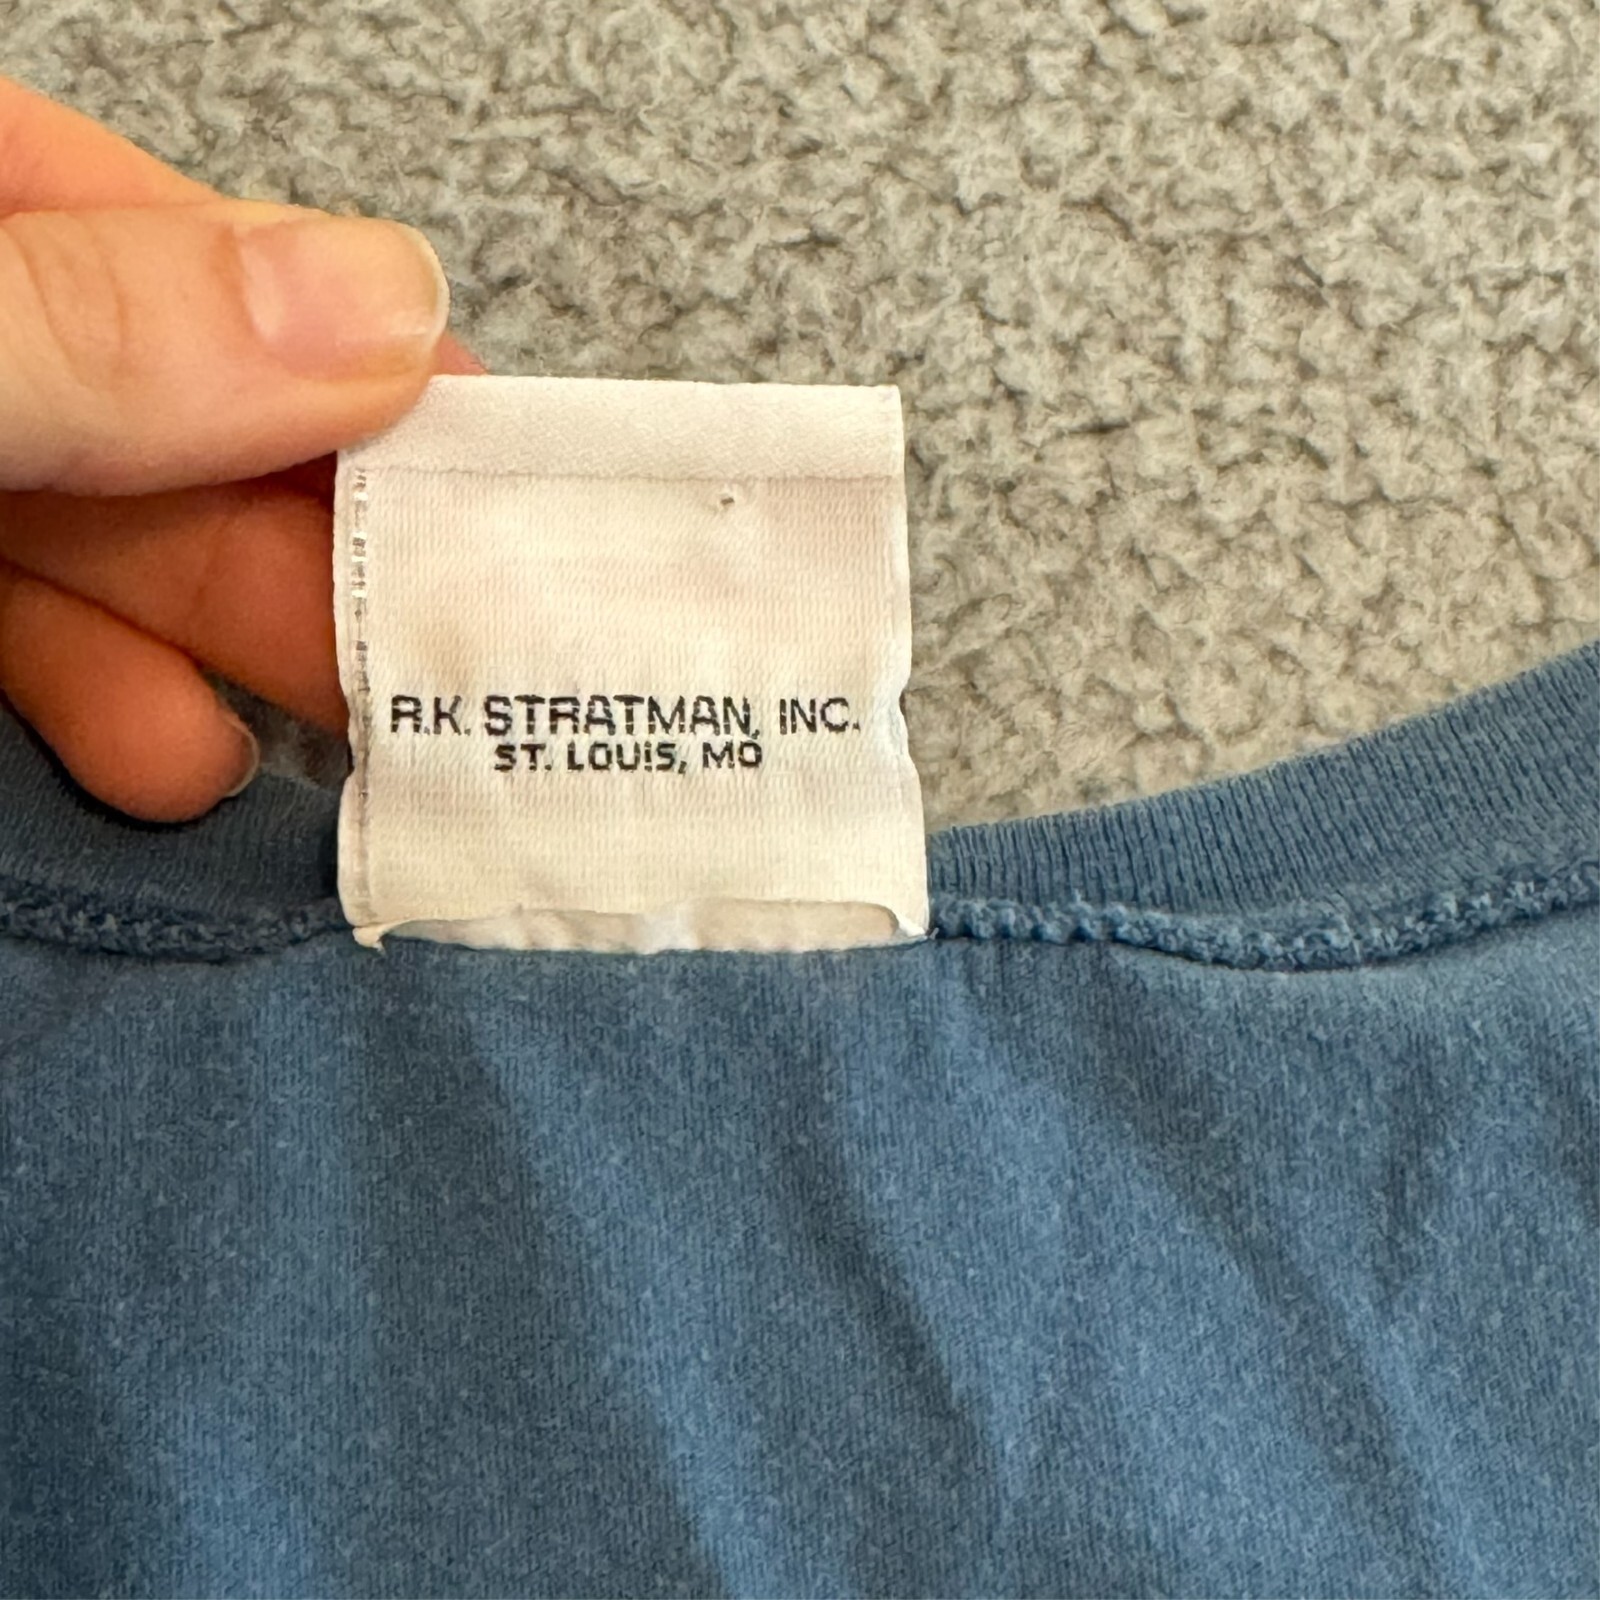 R.K. STRATMAN, INC.
ST. LOUIS, MO